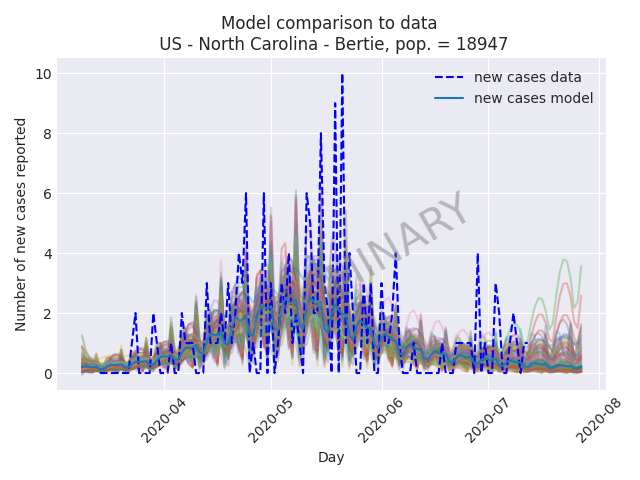 Model comparison to data
US - North Carolina - Bertie, pop. = 18947
new cases data
new cases model
Number of new cases reported
10
8
6
4
2
0
2020-04
2020-05
2020-06
2020-07
2020-08
Day